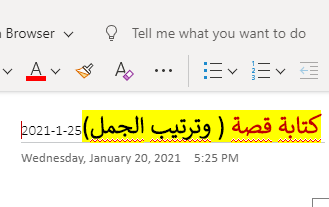 Browser Tell me what you want to do
A
كتابة قصة ( وترتيب الجمل)2021-1-25
Wednesday, January 20, 2021 5:25 PM